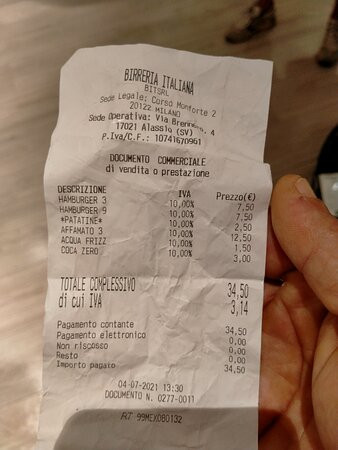 BIRRERIA ITALIANA
BITSRL
Sede Legale: Corso Monforte 2
20122 MILANO
Sede Operativa: Via Brennero, 4
17021 Alassio (SV)
P.Iva/C.F.: 10741670961
DOCUMENTO COMMERCIALE
di vendita o prestazione
DESCRIZIONE IVA Prezzo(€)
HAMBURGER 3 10,00% 7,50
HAMBURGER 9 10,00% 7,50
*PATATINE* 10,00% 2,50
AFFAMATO 3 10,00% 12,50
ACQUA FRIZZ 10,00% 1,50
COCA ZERO 10,00% 3,00
TOTALE COMPLESSIVO 34,50
di cui IVA 3,14
Pagamento contante 34,50
Pagamento elettronico 0,00
Non riscosso 0,00
Resto 0,00
Importo pagato 34,50
04-07-2021 13:30
DOCUMENTO N. 0277-0011
RT 99MEX080132